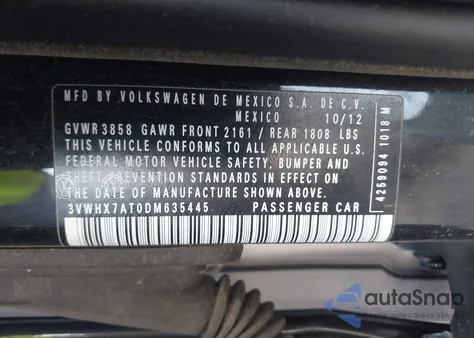 MFD BY VOLKSWAGEN DE MEXICO S.A. DE C.V.
MEXICO 10/12
GVWR 3858 GAWR FRONT 2161 / REAR 1808 LBS
THIS VEHICLE CONFORMS TO ALL APPLICABLE U.S.
FEDERAL MOTOR VEHICLE SAFETY, BUMPER AND
THEFT PREVENTION STANDARDS IN EFFECT ON
THE DATE OF MANUFACTURE SHOWN ABOVE.
3VWHX7AT0DM635445 PASSENGER CAR
4259094 1018 M
autoSnap